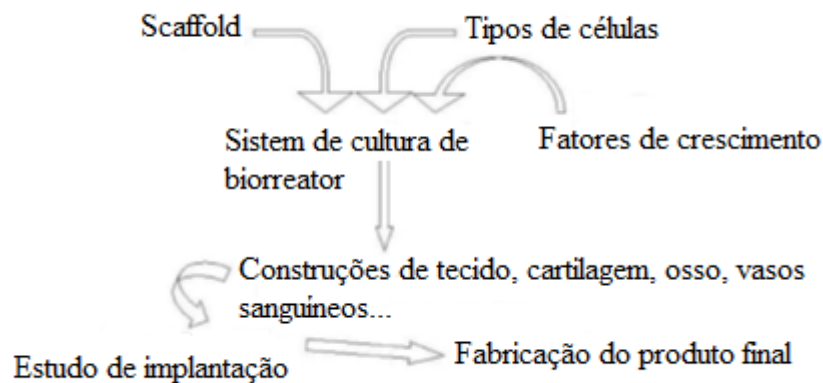 Scaffold
Tipos de células
Sistem de cultura de
biorreator
Fatores de crescimento
Construções de tecido, cartilagem, osso, vasos
sanguíneos...
Estudo de implantação
Fabricação do produto final